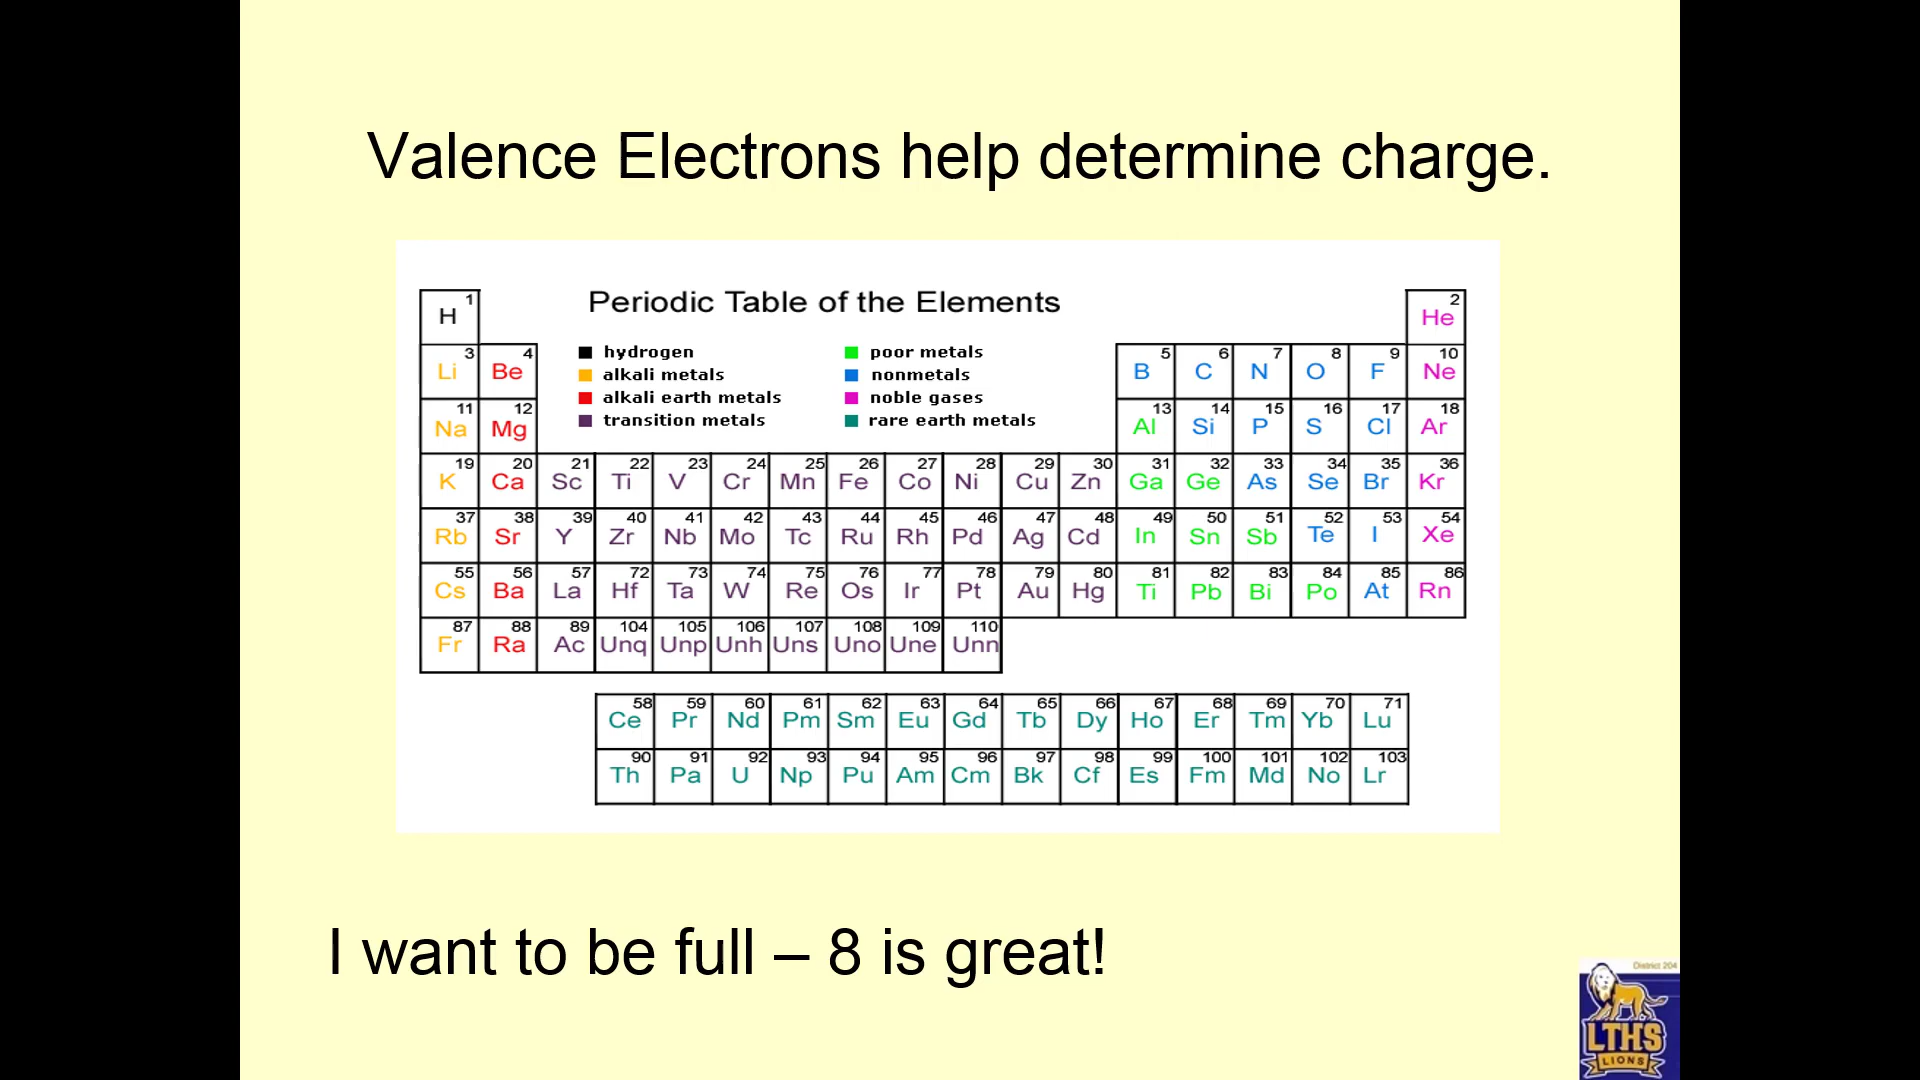 Valence Electrons help determine charge.
Periodic Table of the Elements
hydrogen
alkali metals
alkali earth metals
transition metals
poor metals
nonmetals
noble gases
rare earth metals
1 2
H He
3 4 5 6 7 8 9 10
Li Be B C N O F Ne
11 12 13 14 15 16 17 18
Na Mg Al Si P S Cl Ar
19 20 21 22 23 24 25 26 27 28 29 30 31 32 33 34 35 36
K Ca Sc Ti V Cr Mn Fe Co Ni Cu Zn Ga Ge As Se Br Kr
37 38 39 40 41 42 43 44 45 46 47 48 49 50 51 52 53 54
Rb Sr Y Zr Nb Mo Tc Ru Rh Pd Ag Cd In Sn Sb Te I Xe
55 56 57 72 73 74 75 76 77 78 79 80 81 82 83 84 85 86
Cs Ba La Hf Ta W Re Os Ir Pt Au Hg Ti Pb Bi Po At Rn
87 88 89 104 105 106 107 108 109 110
Fr Ra Ac Unq Unp Unh Uns Uno Une Unn
58 59 60 61 62 63 64 65 66 67 68 69 70 71
Ce Pr Nd Pm Sm Eu Gd Tb Dy Ho Er Tm Yb Lu
90 91 92 93 94 95 96 97 98 99 100 101 102 103
Th Pa U Np Pu Am Cm Bk Cf Es Fm Md No Lr
I want to be full – 8 is great!
District 204
LTHS
LIONS